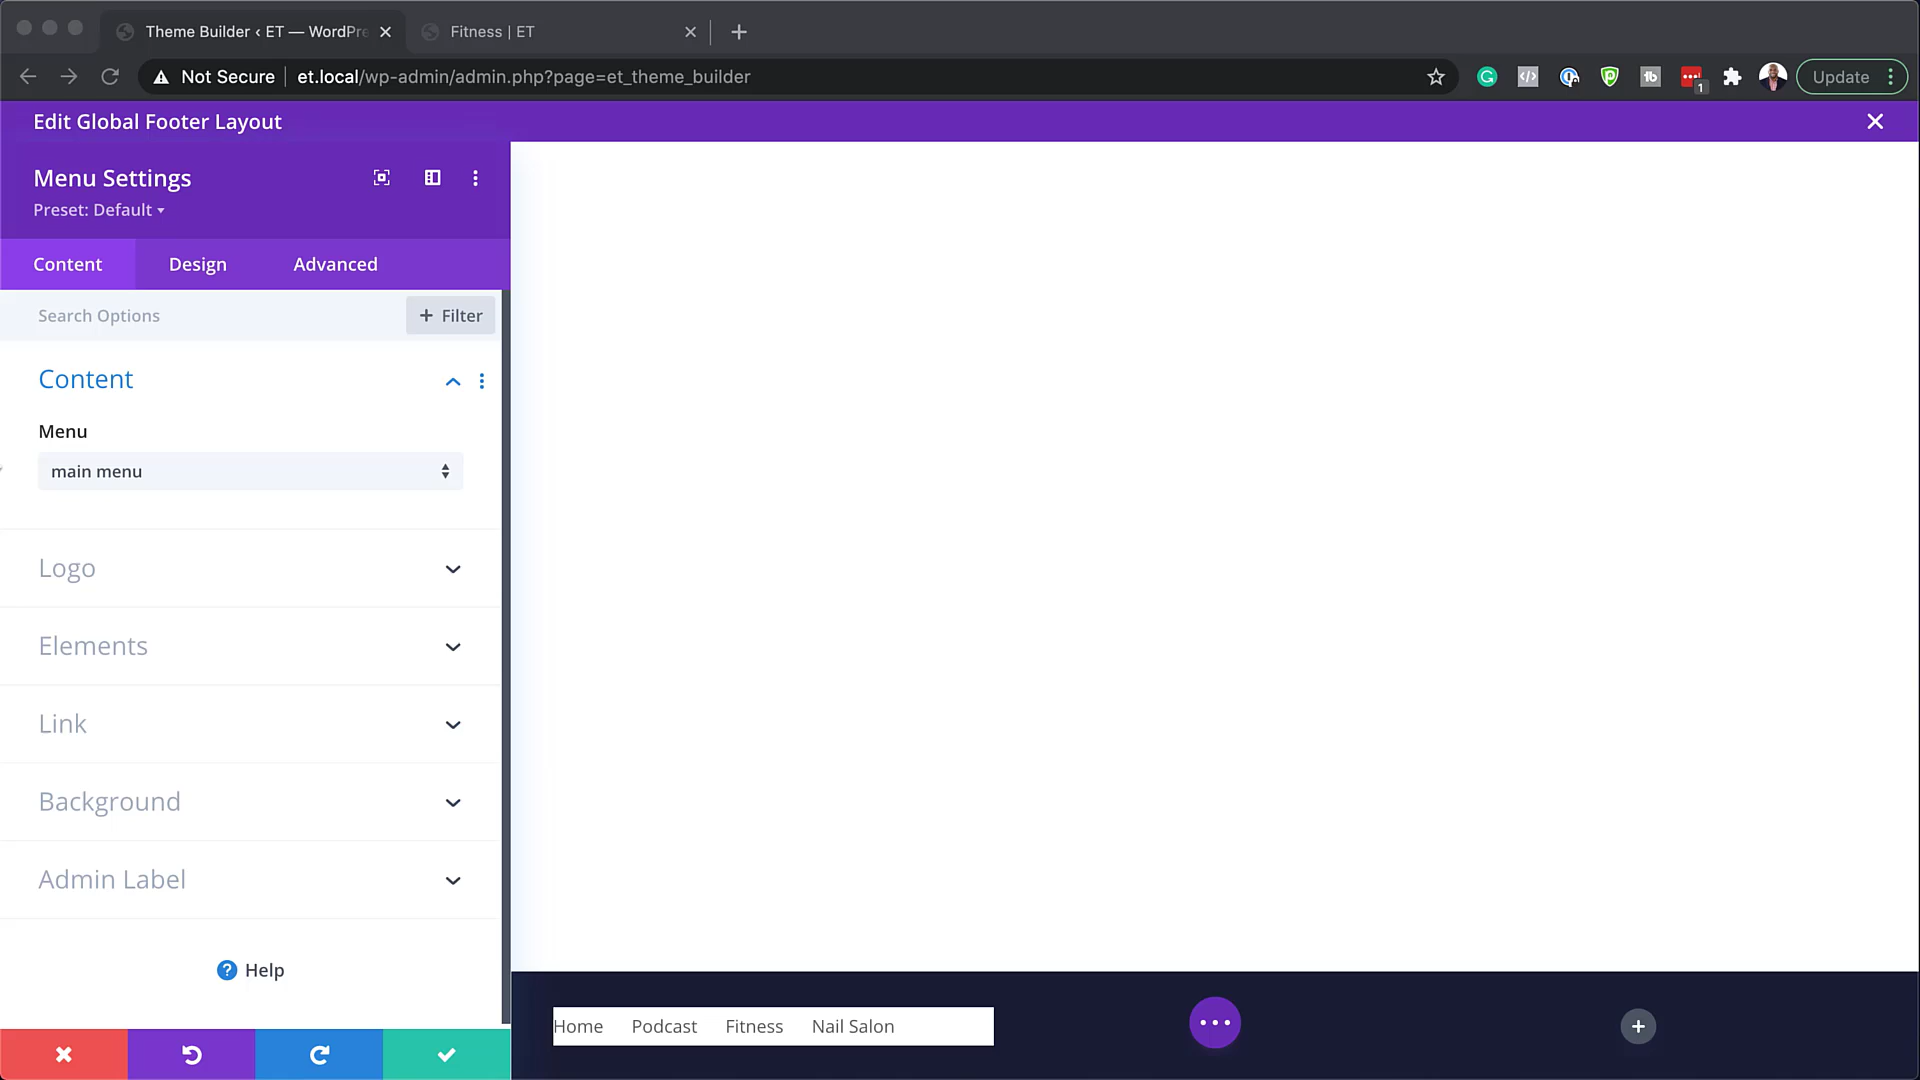 Theme Builder ‹ ET — WordPre
Fitness | ET
Not Secure
et.local/wp-admin/admin.php?page=et_theme_builder
1
Update
Edit Global Footer Layout
Menu Settings
Preset: Default
Content
Design
Advanced
Search Options
+ Filter
Content
Menu
main menu
Logo
Elements
Link
Background
Admin Label
? Help
Home Podcast Fitness Nail Salon